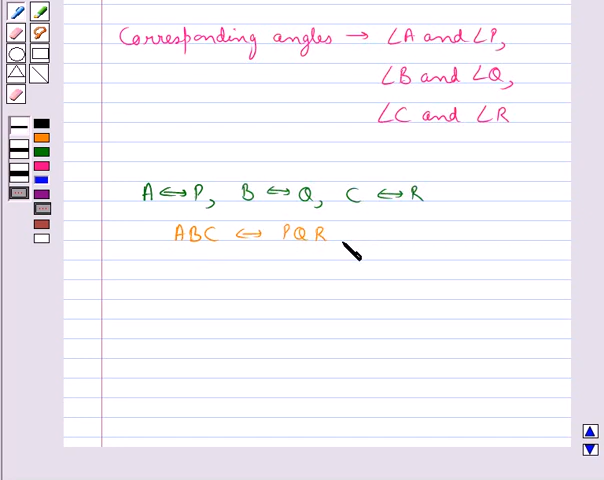 Corresponding angles → ∠A and ∠P,
∠B and ∠Q,
∠C and ∠R
A ↔ P, B ↔ Q, C ↔ R
ABC ↔ PQR